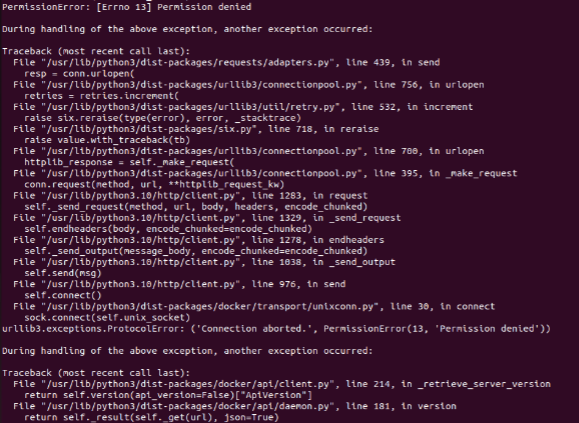 PermissionError: [Errno 13] Permission denied
During handling of the above exception, another exception occurred:
Traceback (most recent call last):
File "/usr/lib/python3/dist-packages/requests/adapters.py", line 439, in send
resp = conn.urlopen(
File "/usr/lib/python3/dist-packages/urllib3/connectionpool.py", line 756, in urlopen
retries = retries.increment(
File "/usr/lib/python3/dist-packages/urllib3/util/retry.py", line 532, in increment
raise six.reraise(type(error), error, _stacktrace)
File "/usr/lib/python3/dist-packages/six.py", line 718, in reraise
raise value.with_traceback(tb)
File "/usr/lib/python3/dist-packages/urllib3/connectionpool.py", line 700, in urlopen
httplib_response = self._make_request(
File "/usr/lib/python3/dist-packages/urllib3/connectionpool.py", line 395, in _make_request
conn.request(method, url, **httplib_request_kw)
File "/usr/lib/python3.10/http/client.py", line 1283, in request
self._send_request(method, url, body, headers, encode_chunked)
File "/usr/lib/python3.10/http/client.py", line 1329, in _send_request
self.endheaders(body, encode_chunked=encode_chunked)
File "/usr/lib/python3.10/http/client.py", line 1278, in endheaders
self._send_output(message_body, encode_chunked=encode_chunked)
File "/usr/lib/python3.10/http/client.py", line 1038, in _send_output
self.send(msg)
File "/usr/lib/python3.10/http/client.py", line 976, in send
self.connect()
File "/usr/lib/python3/dist-packages/docker/transport/unixconn.py", line 30, in connect
sock.connect(self.unix_socket)
urllib3.exceptions.ProtocolError: ('Connection aborted.', PermissionError(13, 'Permission denied'))
During handling of the above exception, another exception occurred:
Traceback (most recent call last):
File "/usr/lib/python3/dist-packages/docker/api/client.py", line 214, in _retrieve_server_version
return self.version(api_version=False)["ApiVersion"]
File "/usr/lib/python3/dist-packages/docker/api/daemon.py", line 181, in version
return self._result(self._get(url), json=True)